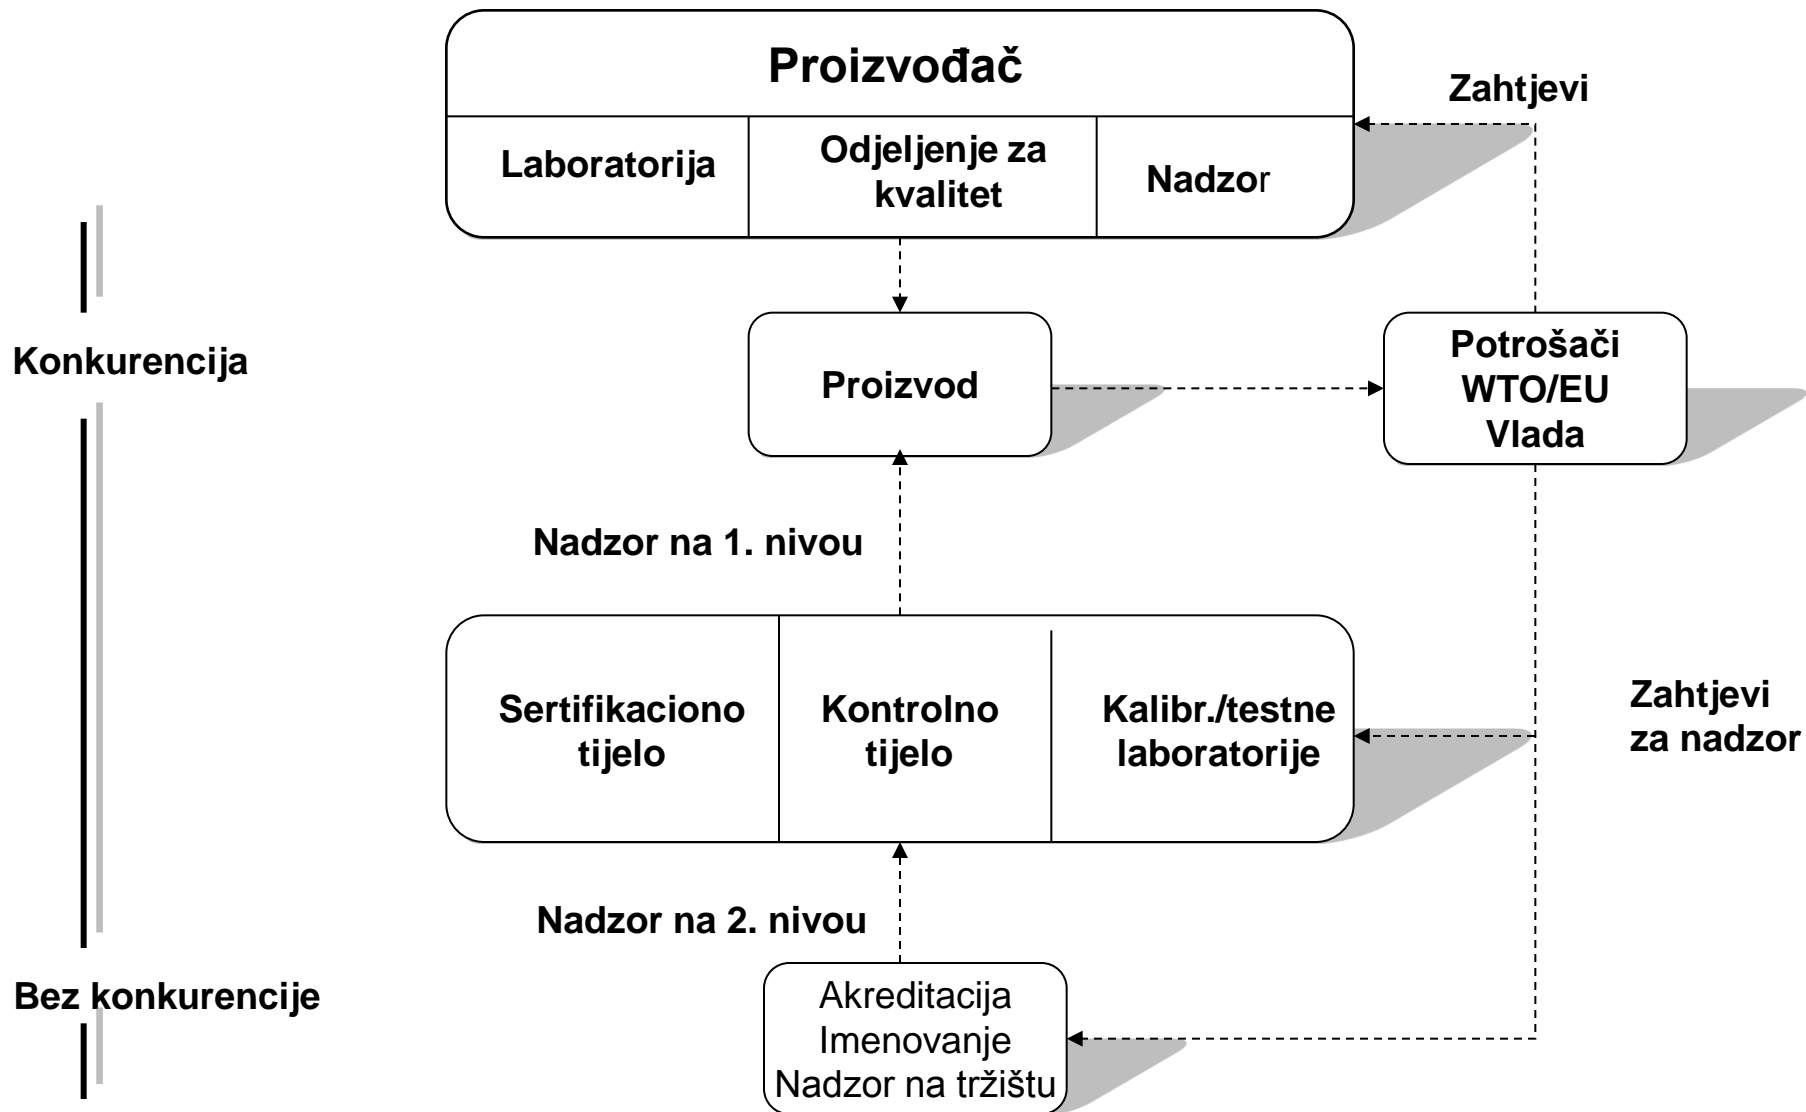 Proizvođač
Zahtjevi
Laboratorija
Odjeljenje za
kvalitet
Nadzor
Konkurencija
Proizvod
Potrošači
WTO/EU
Vlada
Nadzor na 1. nivou
Sertifikaciono
tijelo
Kontrolno
tijelo
Kalibr./testne
laboratorije
Zahtjevi
za nadzor
Nadzor na 2. nivou
Bez konkurencije
Akreditacija
Imenovanje
Nadzor na tržištu